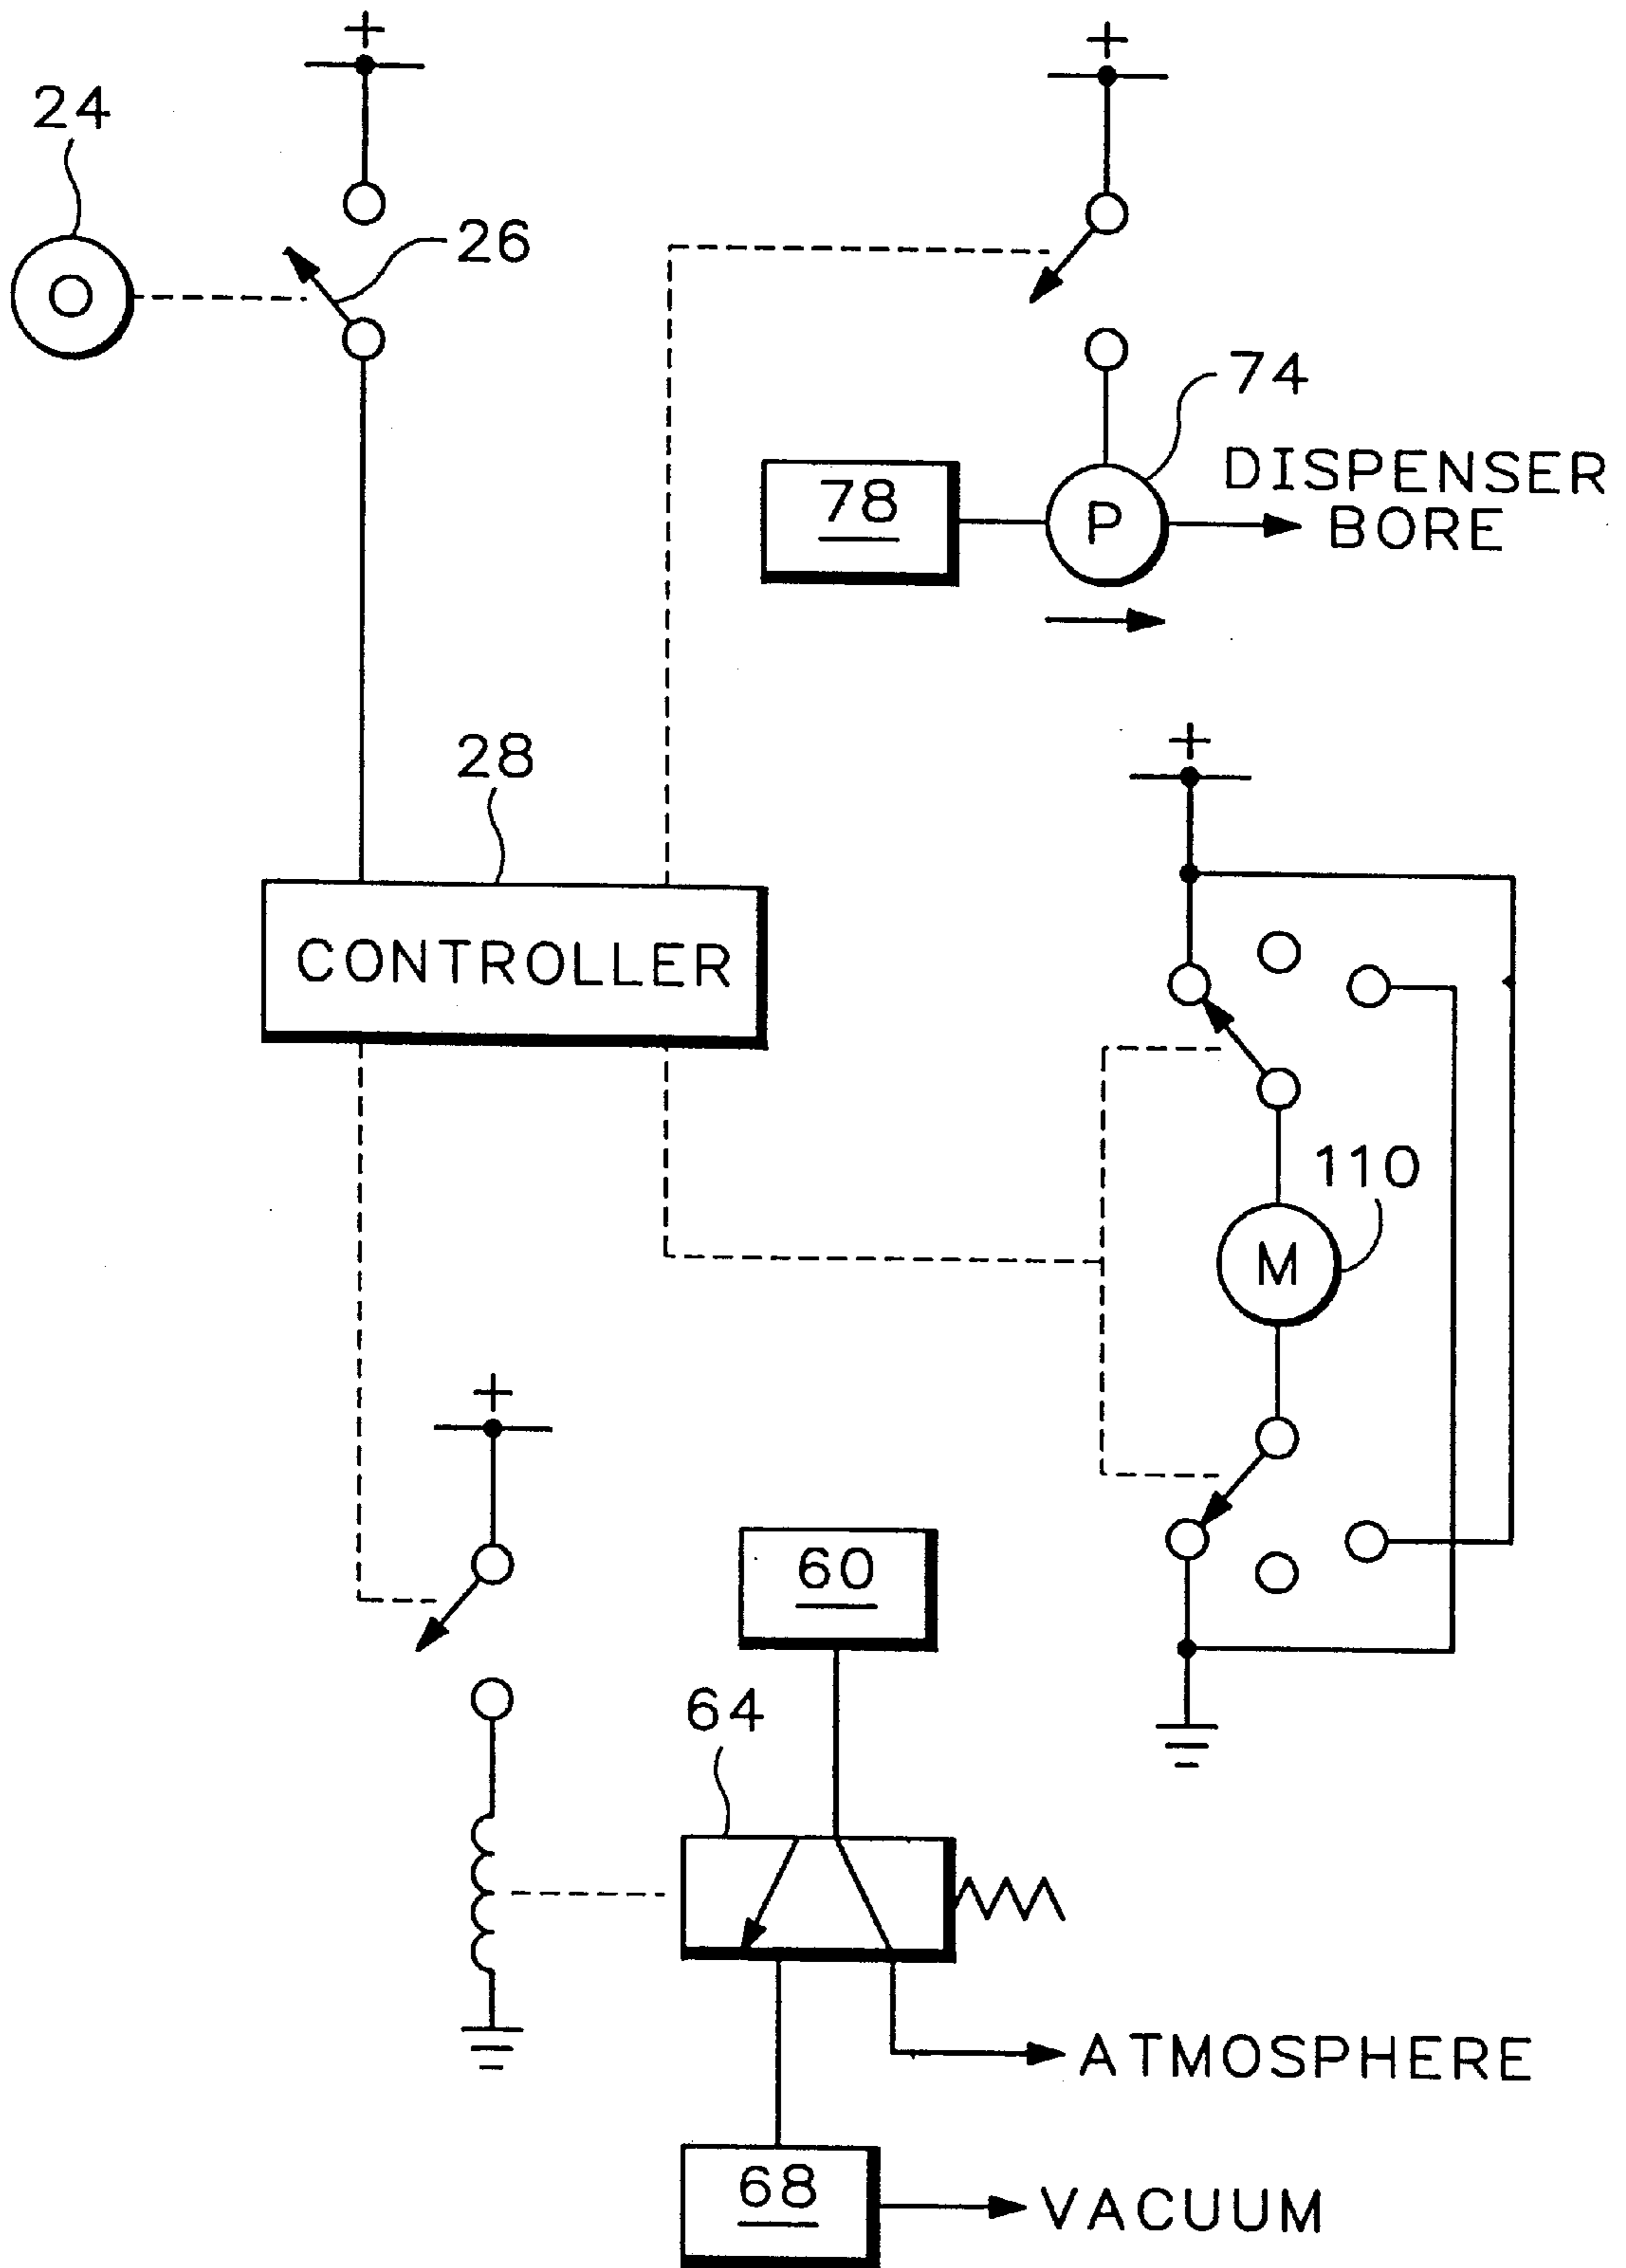 +
+
24
26
74
78
P
DISPENSER
BORE
28
+
CONTROLLER
110
M
+
60
64
ATMOSPHERE
68
VACUUM